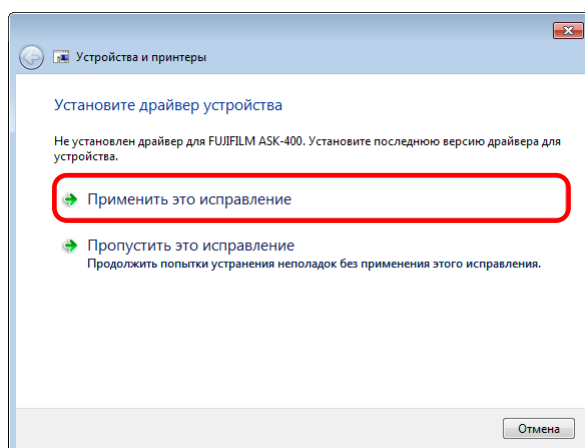 Устройства и принтеры
Установите драйвер устройства
Не установлен драйвер для FUJIFILM ASK-400. Установите последнюю версию драйвера для
устройства.
Применить это исправление
Пропустить это исправление
Продолжить попытки устранения неполадок без применения этого исправления.
Отмена